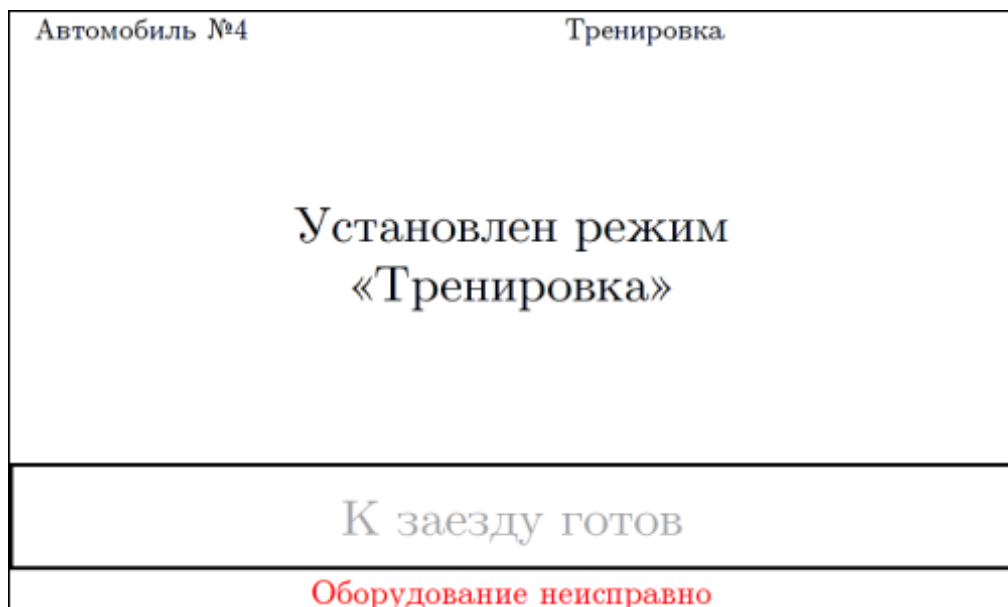 Автомобиль №4 Тренировка
Установлен режим
«Тренировка»
К заезду готов
Оборудование неисправно